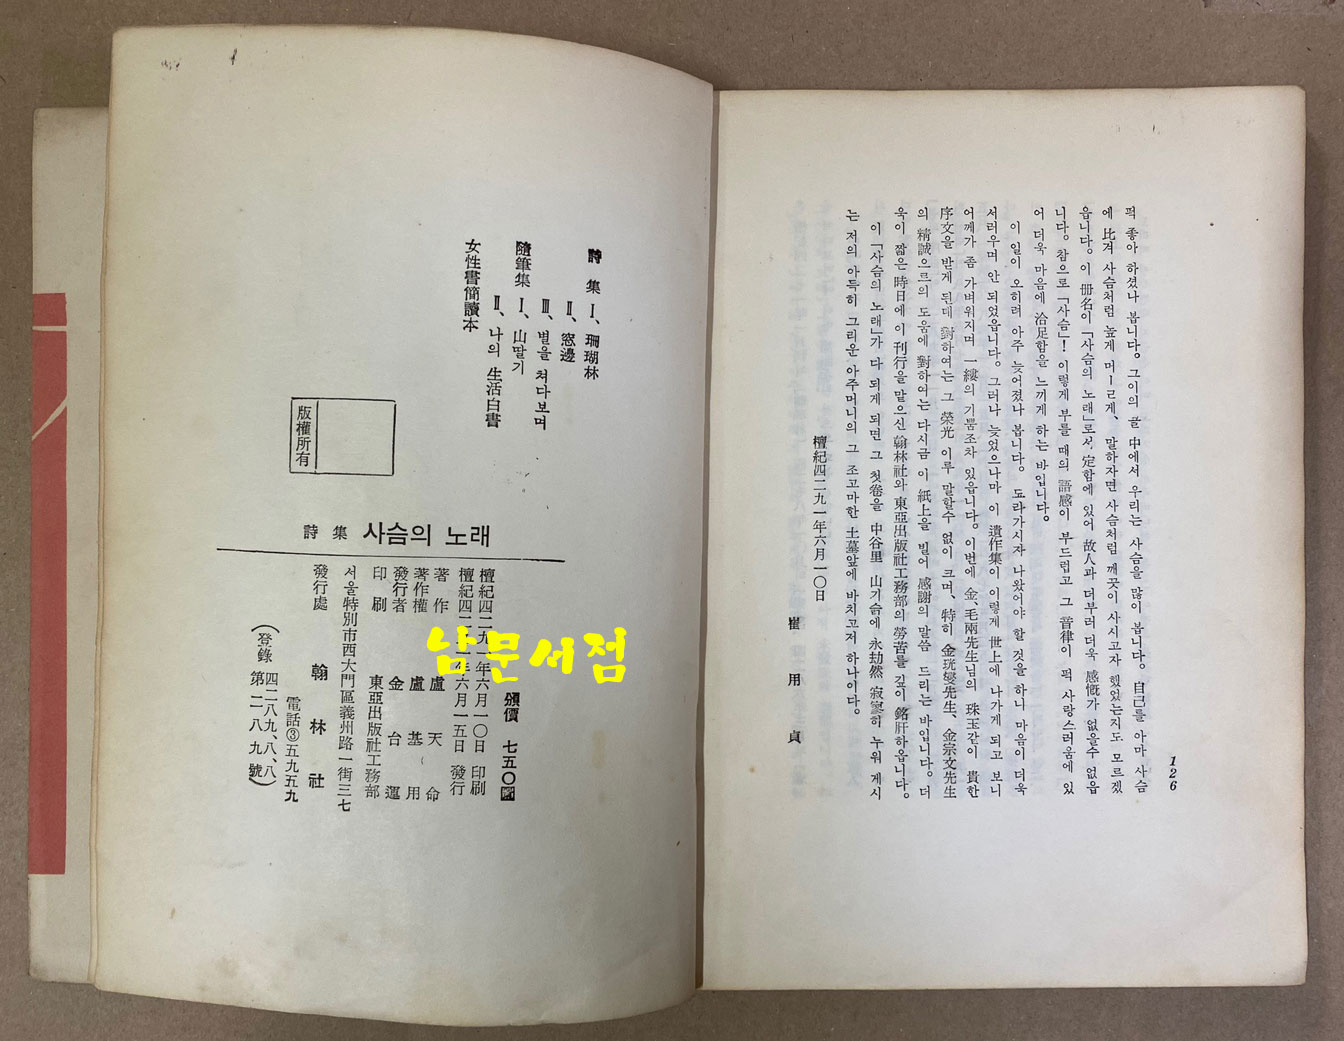 퍽 좋아 하셨나 봅니다。그이의 글 中에서 우리는 사슴을 많이 봅니다。自己를 아마 사슴
에 比겨 사슴처럼 높게 머ーㄹ게、말하자면 사슴처럼 깨끗이 사시고자 했었는지도 모르겠
읍니다。이 册名이「사슴의 노래」로서 定함에 있어 故人과 더부러 더욱 感慨가 없을수 없읍
니다。참으로「사슴」! 이렇게 부를 때의 語感이 부드럽고 그 音律이 퍽 사랑스러움에 있
어 더욱 마음에 洽足함을 느끼게 하는 바입니다。
이 일이 오히려 아주 늦어졌나 봅니다。도라가시자 나왔어야 할 것을 하니 마음이 더욱
서러우며 안 되었읍니다。그러나 늦었으나마 이 遺作集이 이렇게 世上에 나가게 되고 보니
어께가 좀 가벼워지며 一縷의 기쁨조차 있읍니다。이번에 金、毛兩先生님의 珠玉같이 貴한
序文을 받게 된데 對하여는 그 榮光 이루 말할수 없이 크며、特히 金珖燮先生、金宗文先生
의 精誠으로의 도움에 對하여는 다시금 이 紙上을 빌어 感謝의 말씀 드리는 바입니다。더
욱이 짧은 時日에 이 刊行을 맡으신 翰林社와 東亞出版社工務部의 勞苦를 깊이 銘肝하옵니다。
이「사슴의 노래」가 다 되게 되면 그 첫卷을 中谷里 山기슭에 永劫然 寂寥히 누워 계시
는 저의 아득히 그리운 아주머니의 그 조고마한 土墓앞에 바치고저 하나이다。
檀紀四二九一年六月一〇日
崔用貞
126
詩集 Ⅰ、珊瑚林
Ⅱ、窓邊
Ⅲ、별을 쳐다보며
隨筆集 Ⅰ、山딸기
Ⅱ、나의 生活白書
女性書簡讀本
版權所有
詩集 사슴의 노래
頒價 七五〇圜
檀紀四二九一年六月一〇日 印刷
檀紀四二九一年六月一五日 發行
著作 盧天命
著作權 盧基用
發行者 金台運
印刷 東亞出版社工務部
서울特別市西大門區義州路一街三七
發行處 翰林社
電話③五九五九
(登錄 四二八九、八、八 第二八九號)
남문서점